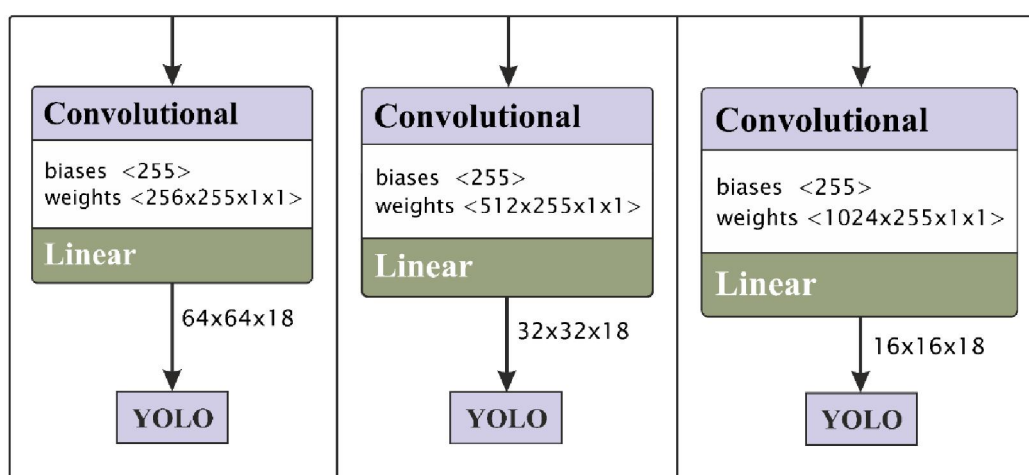 Convolutional
biases <255>
weights <256x255x1x1>
Linear
64x64x18
YOLO
Convolutional
biases <255>
weights <512x255x1x1>
Linear
32x32x18
YOLO
Convolutional
biases <255>
weights <1024x255x1x1>
Linear
16x16x18
YOLO